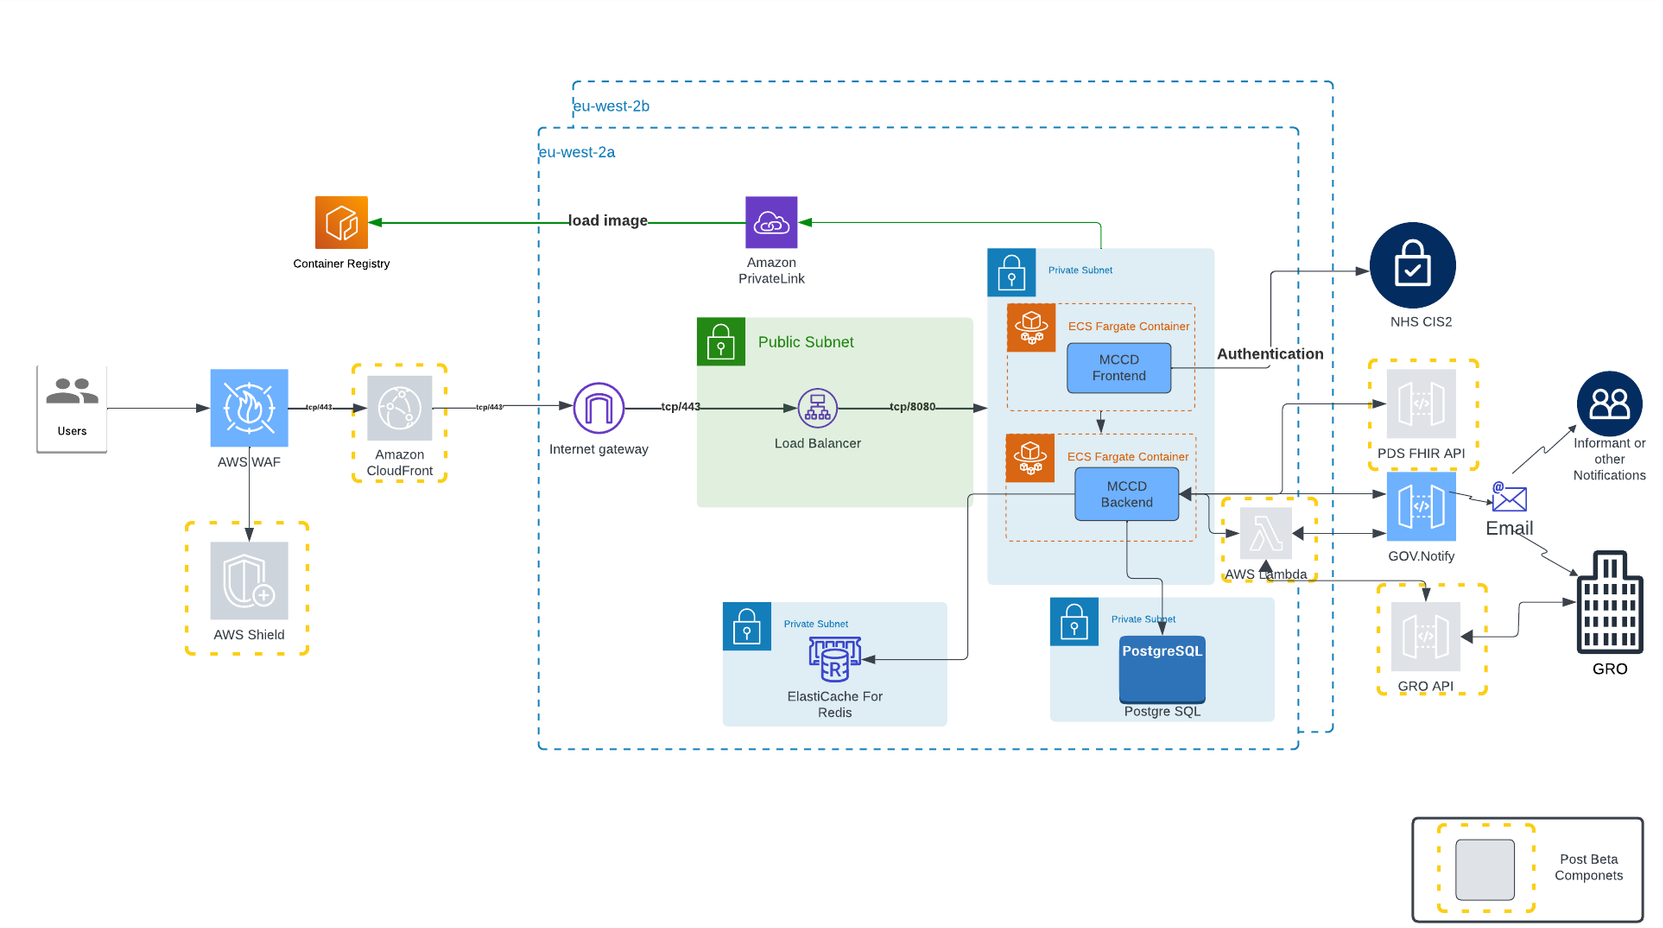 eu-west-2b
eu-west-2a
load image
Container Registry
Amazon
PrivateLink
Private Subnet
NHS CIS2
ECS Fargate Container
MCCD
Frontend
Authentication
Public Subnet
Users
AWS WAF
tcp/443
Amazon
CloudFront
tcp/443
Internet gateway
tcp/443
Load Balancer
tcp/8080
ECS Fargate Container
MCCD
Backend
PDS FHIR API
Informant or
other
Notifications
@
Email
GOV.Notify
AWS Lambda
AWS Shield
Private Subnet
R
ElastiCache For
Redis
Private Subnet
PostgreSQL
Postgre SQL
GRO API
GRO
Post Beta
Componets